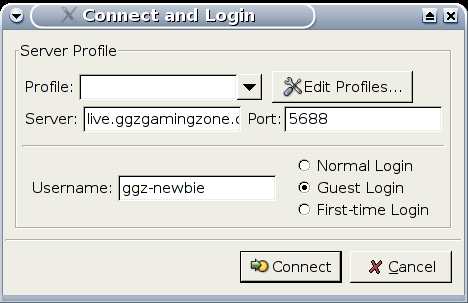 Connect and Login
Server Profile
Profile: Edit Profiles...
Server: live.ggzgamingzone. Port: 5688
Normal Login
Username: ggz-newbie Guest Login
First-time Login
Connect Cancel